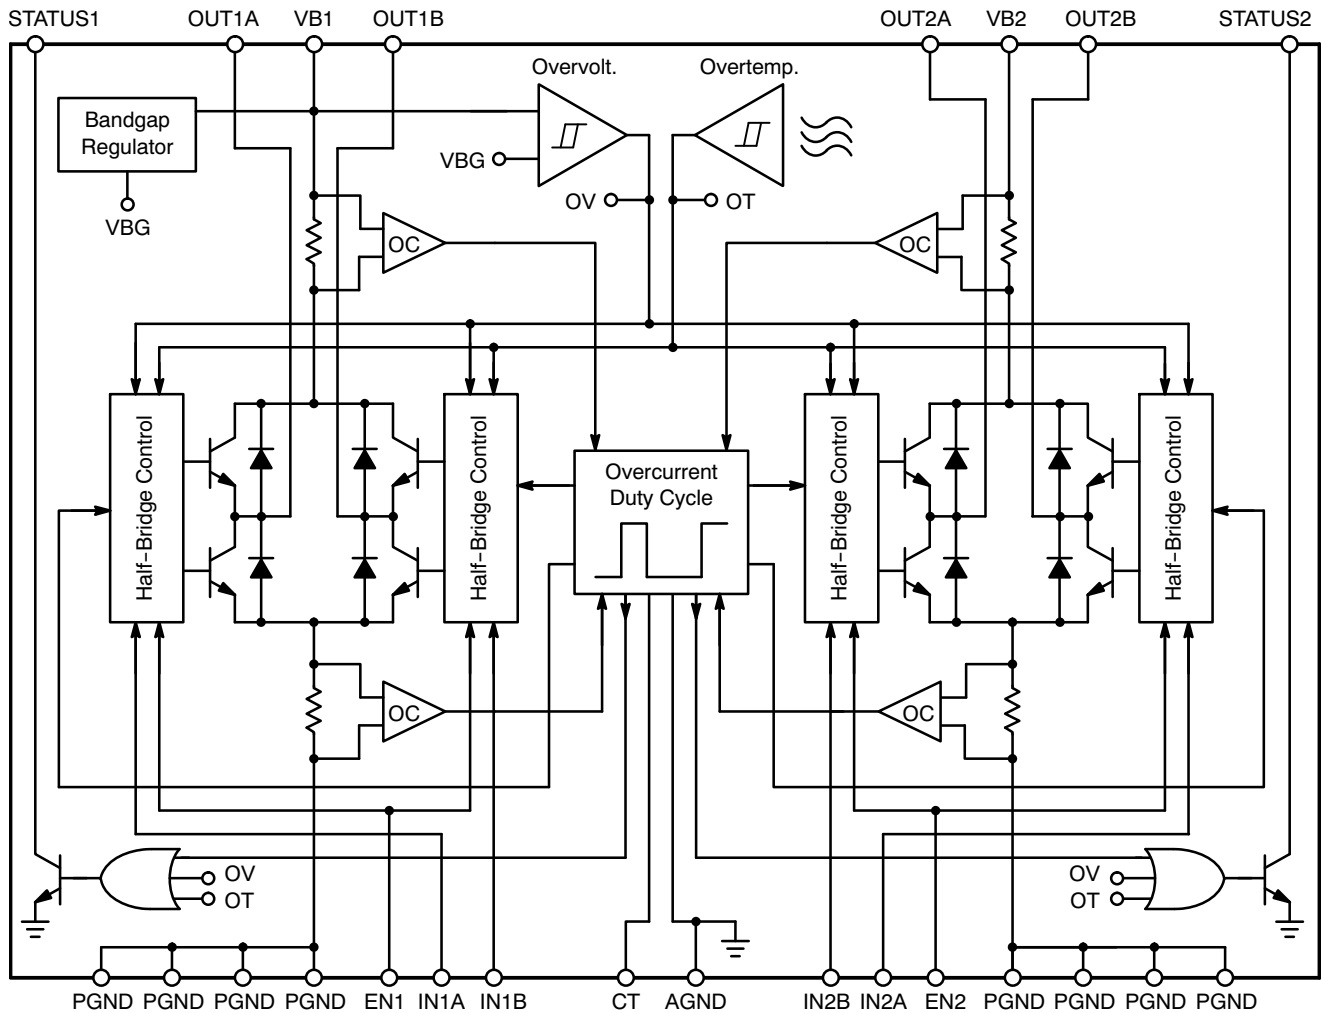 STATUS1
OUT1A
VB1
OUT1B
OUT2A
VB2
OUT2B
STATUS2
Overvolt.
Overtemp.
Bandgap
Regulator
VBG
VBG
OV
OT
OC
OC
Half-Bridge Control
Half-Bridge Control
Overcurrent
Duty Cycle
Half-Bridge Control
Half-Bridge Control
OC
OC
OV
OT
OV
OT
PGND
PGND
PGND
PGND
EN1
IN1A
IN1B
CT
AGND
IN2B
IN2A
EN2
PGND
PGND
PGND
PGND